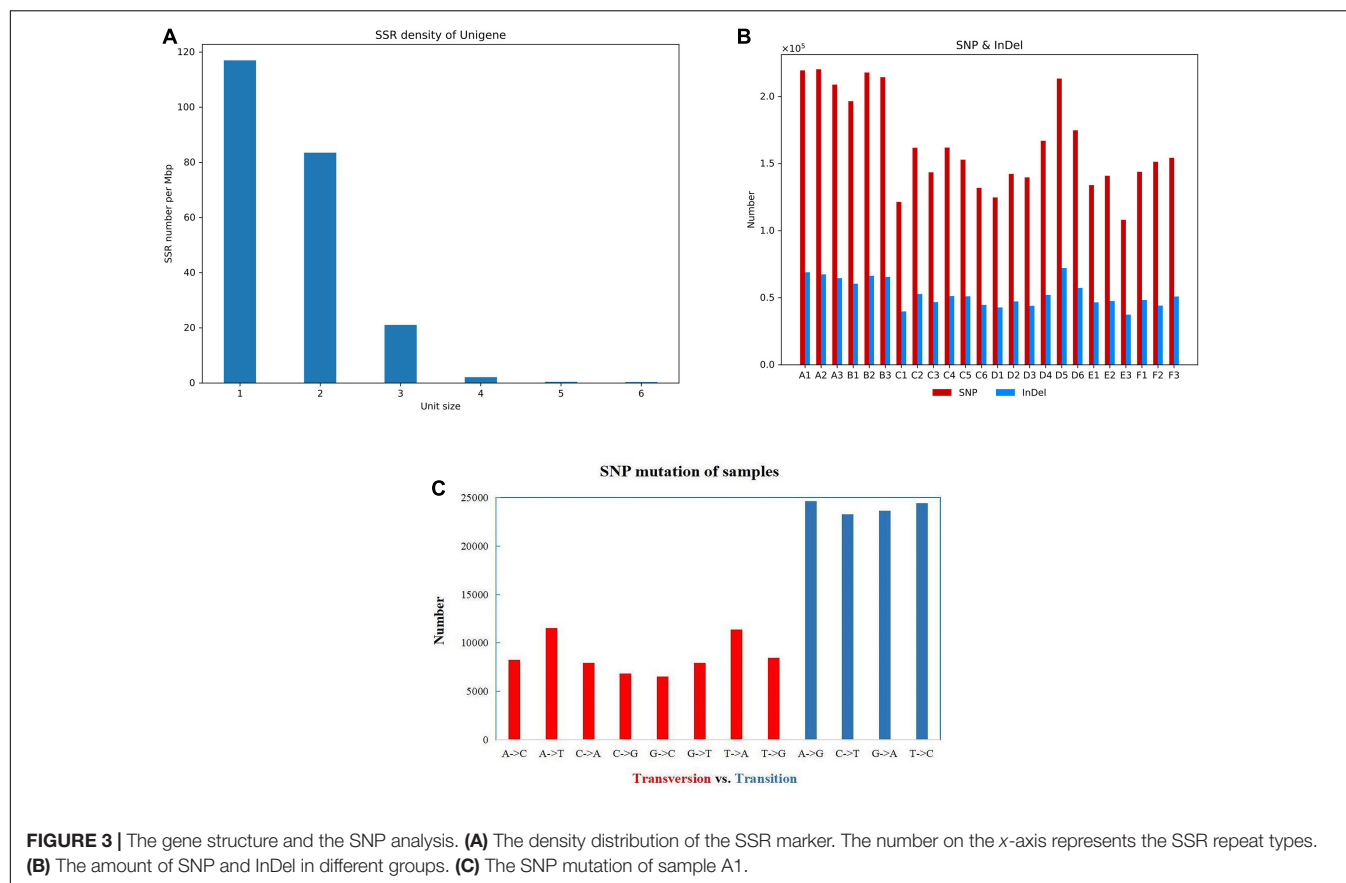 A
SSR density of Unigene
120
100
80
60
40
20
0
SSR number per Mbp
1 2 3 4 5 6
Unit size
B
SNP & InDel
×10⁵
2.0
1.5
1.0
0.5
0.0
Number
A1 A2 A3 B1 B2 B3 C1 C2 C3 C4 C5 C6 D1 D2 D3 D4 D5 D6 E1 E2 E3 F1 F2 F3
SNP InDel
SNP mutation of samples
C
25000
20000
15000
10000
5000
0
Number
A->C A->T C->A C->G G->C G->T T->A T->G A->G C->T G->A T->C
Transversion vs. Transition
FIGURE 3 | The gene structure and the SNP analysis. (A) The density distribution of the SSR marker. The number on the x-axis represents the SSR repeat types.
(B) The amount of SNP and InDel in different groups. (C) The SNP mutation of sample A1.